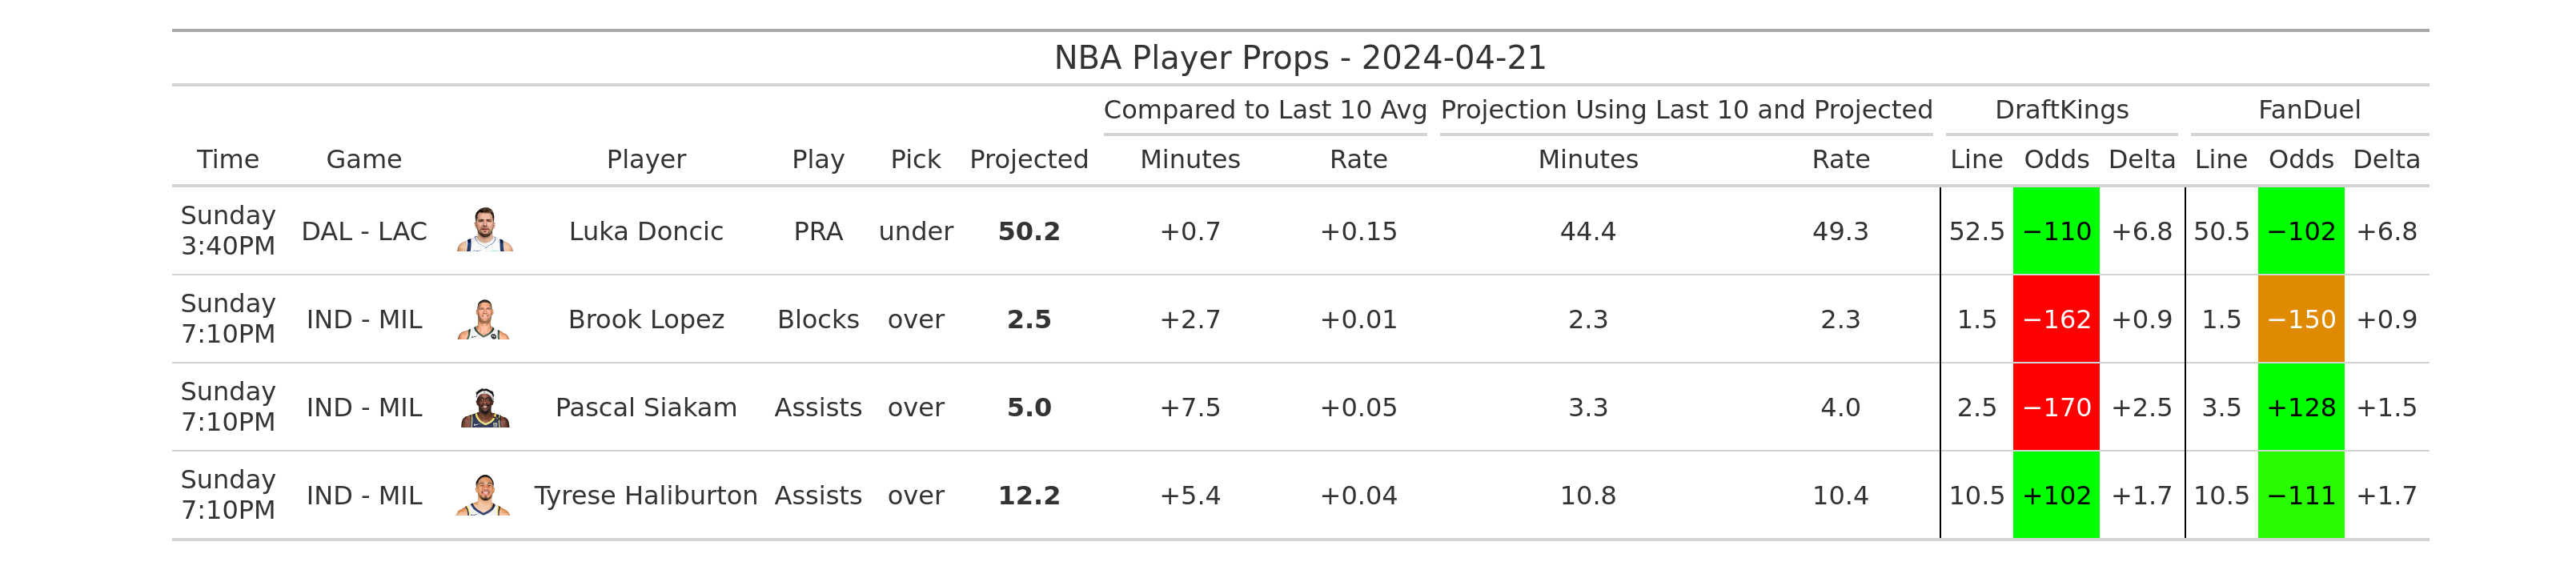 NBA Player Props - 2024-04-21
Compared to Last 10 Avg Projection Using Last 10 and Projected DraftKings FanDuel
Time Game Player Play Pick Projected Minutes Rate Minutes Rate Line Odds Delta Line Odds Delta
Sunday
3:40PM DAL - LAC Luka Doncic PRA under 50.2 +0.7 +0.15 44.4 49.3 52.5 −110 +6.8 50.5 −102 +6.8
Sunday
7:10PM IND - MIL Brook Lopez Blocks over 2.5 +2.7 +0.01 2.3 2.3 1.5 −162 +0.9 1.5 −150 +0.9
Sunday
7:10PM IND - MIL Pascal Siakam Assists over 5.0 +7.5 +0.05 3.3 4.0 2.5 −170 +2.5 3.5 +128 +1.5
Sunday
7:10PM IND - MIL Tyrese Haliburton Assists over 12.2 +5.4 +0.04 10.8 10.4 10.5 +102 +1.7 10.5 −111 +1.7